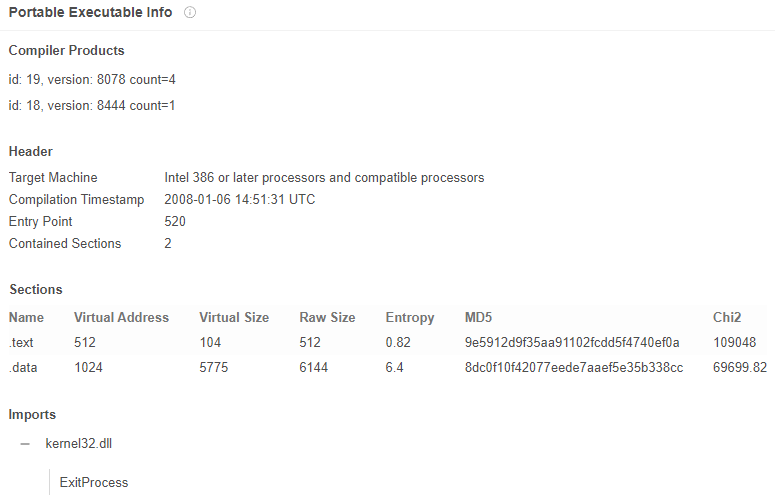 Portable Executable Info
Compiler Products
id: 19, version: 8078 count=4
id: 18, version: 8444 count=1
Header
Target Machine Intel 386 or later processors and compatible processors
Compilation Timestamp 2008-01-06 14:51:31 UTC
Entry Point 520
Contained Sections 2
Sections
Name Virtual Address Virtual Size Raw Size Entropy MD5 Chi2
.text 512 104 512 0.82 9e5912d9f35aa91102fcdd5f4740ef0a 109048
.data 1024 5775 6144 6.4 8dc0f10f42077eede7aaef5e35b338cc 69699.82
Imports
kernel32.dll
ExitProcess